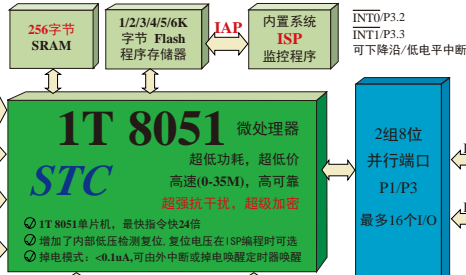 256字节
SRAM
1/2/3/4/5/6K
字节 Flash
程序存储器
IAP
内置系统
ISP
监控程序
INT0/P3.2
INT1/P3.3
可下降沿/低电平中断
1T 8051 微处理器
超低功耗，超低价
STC
高速(0-35M)，高可靠
超强抗干扰，超级加密
1T 8051单片机，最快指令快24倍
增加了内部低压检测复位,复位电压在ISP编程时可选
掉电模式：<0.1uA,可由外中断或掉电唤醒定时器唤醒
2组8位
并行端口
P1/P3
最多16个I/O